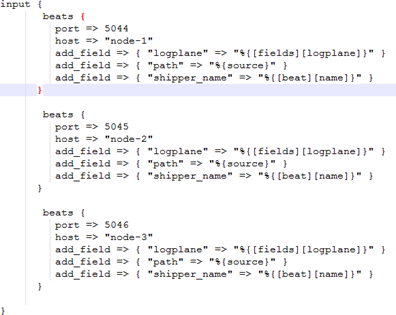 input {
beats {
port => 5044
host => "node-1"
add_field => { "logplane" => "%{[fields][logplane]}" }
add_field => { "path" => "%{source}" }
add_field => { "shipper_name" => "%{[beat][name]}" }
}
beats {
port => 5045
host => "node-2"
add_field => { "logplane" => "%{[fields][logplane]}" }
add_field => { "path" => "%{source}" }
add_field => { "shipper_name" => "%{[beat][name]}" }
}
beats {
port => 5046
host => "node-3"
add_field => { "logplane" => "%{[fields][logplane]}" }
add_field => { "path" => "%{source}" }
add_field => { "shipper_name" => "%{[beat][name]}" }
}
}